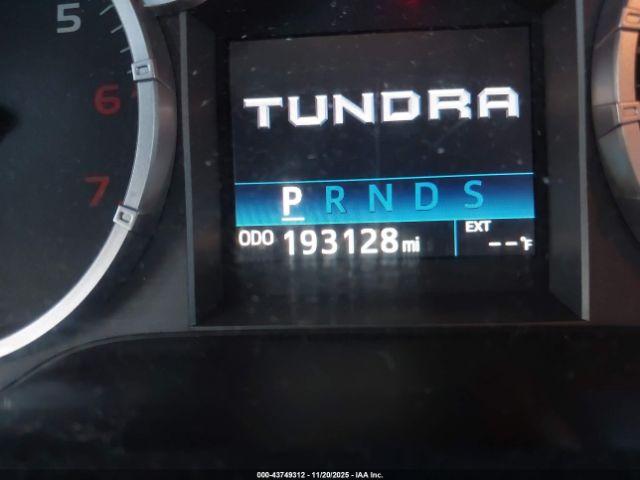 5
6
7
TUNDRA
P R N D S
ODO 193128 mi
EXT
--°F
000-43749312 - 11/20/2025 - IAA Inc.